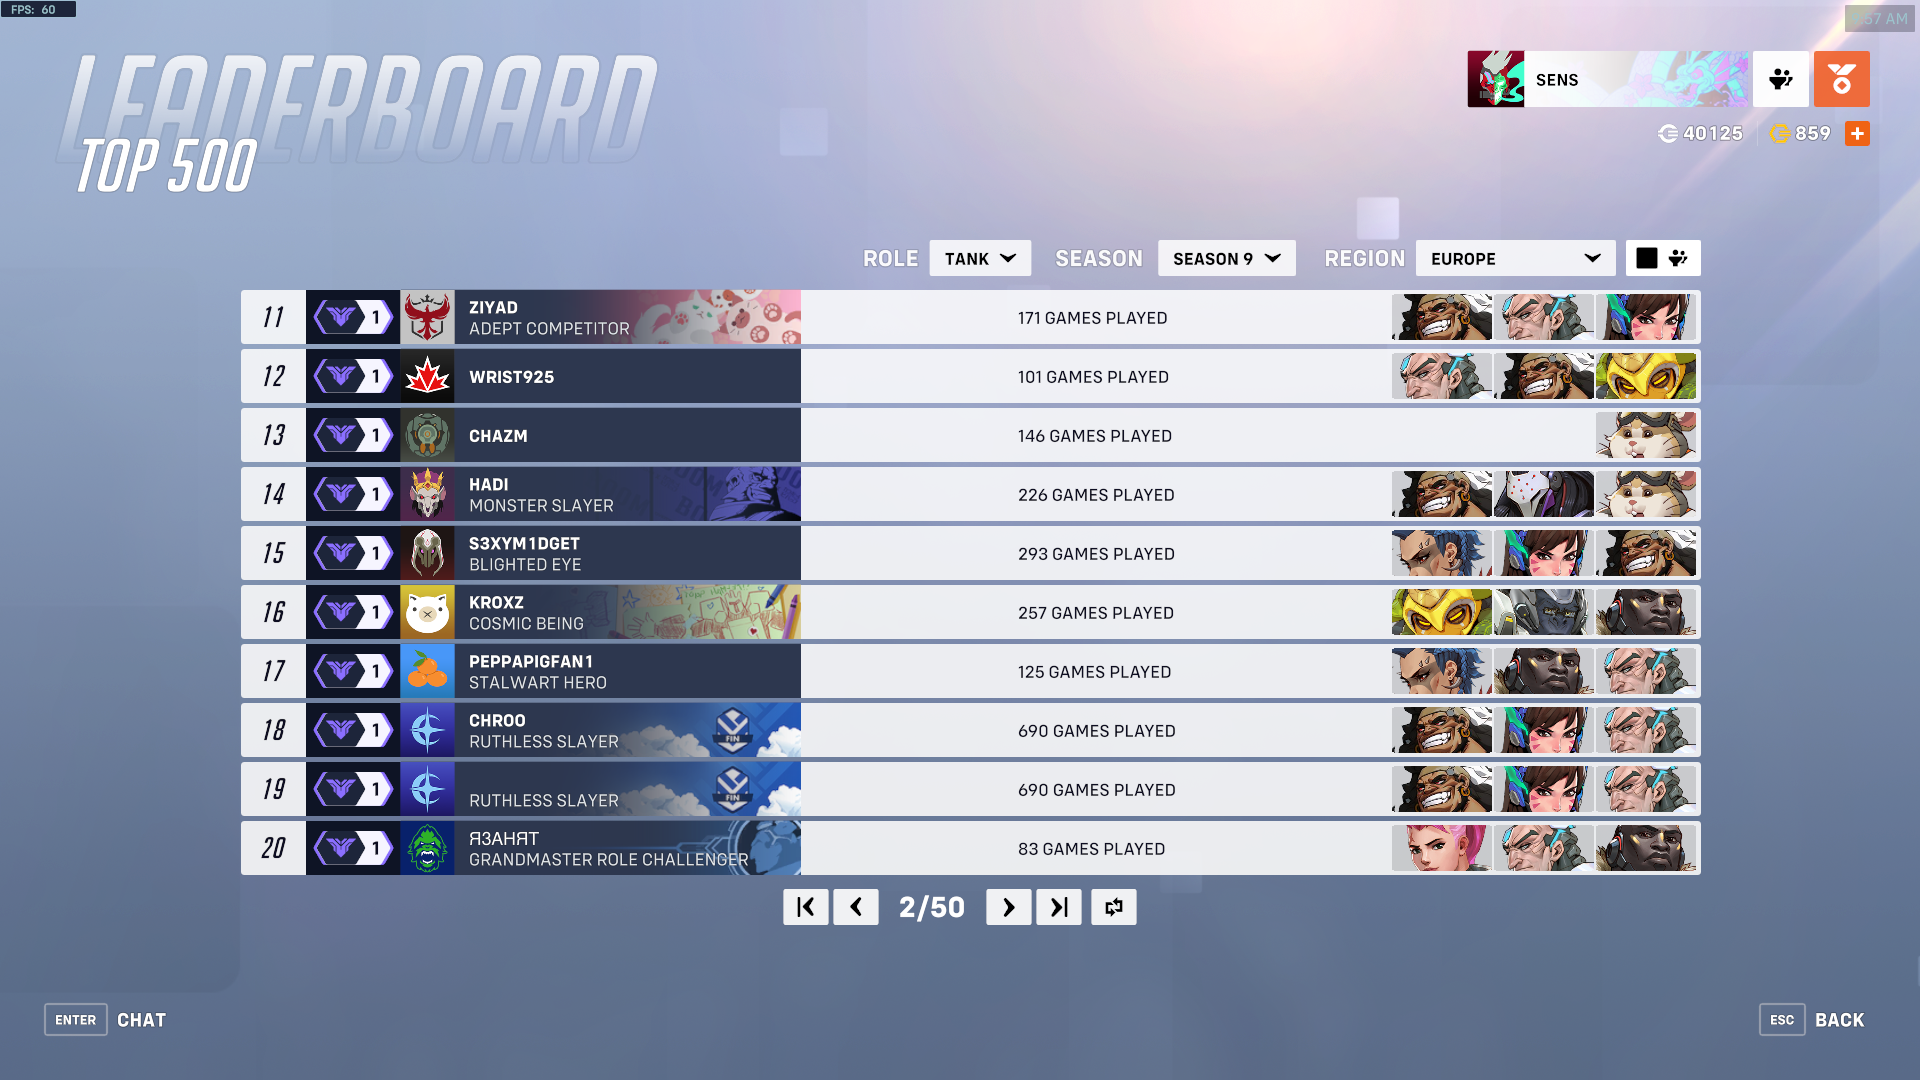 FPS: 60
57 AM
LEADERBOARD
TOP 500
SENS
40125
859
ROLE TANK SEASON SEASON 9 REGION EUROPE
11 1 ZIYAD ADEPT COMPETITOR 171 GAMES PLAYED
12 1 WRIST925 101 GAMES PLAYED
13 1 CHAZM 146 GAMES PLAYED
14 1 HADI MONSTER SLAYER 226 GAMES PLAYED
15 1 S3XYM1DGET BLIGHTED EYE 293 GAMES PLAYED
16 1 KROXZ COSMIC BEING 257 GAMES PLAYED
17 1 PEPPAPIGFAN1 STALWART HERO 125 GAMES PLAYED
18 1 CHROO RUTHLESS SLAYER FIN 690 GAMES PLAYED
19 1 RUTHLESS SLAYER FIN 690 GAMES PLAYED
20 1 ЯЗАНЯТ GRANDMASTER ROLE CHALLENGER 83 GAMES PLAYED
2/50
ENTER CHAT
ESC BACK